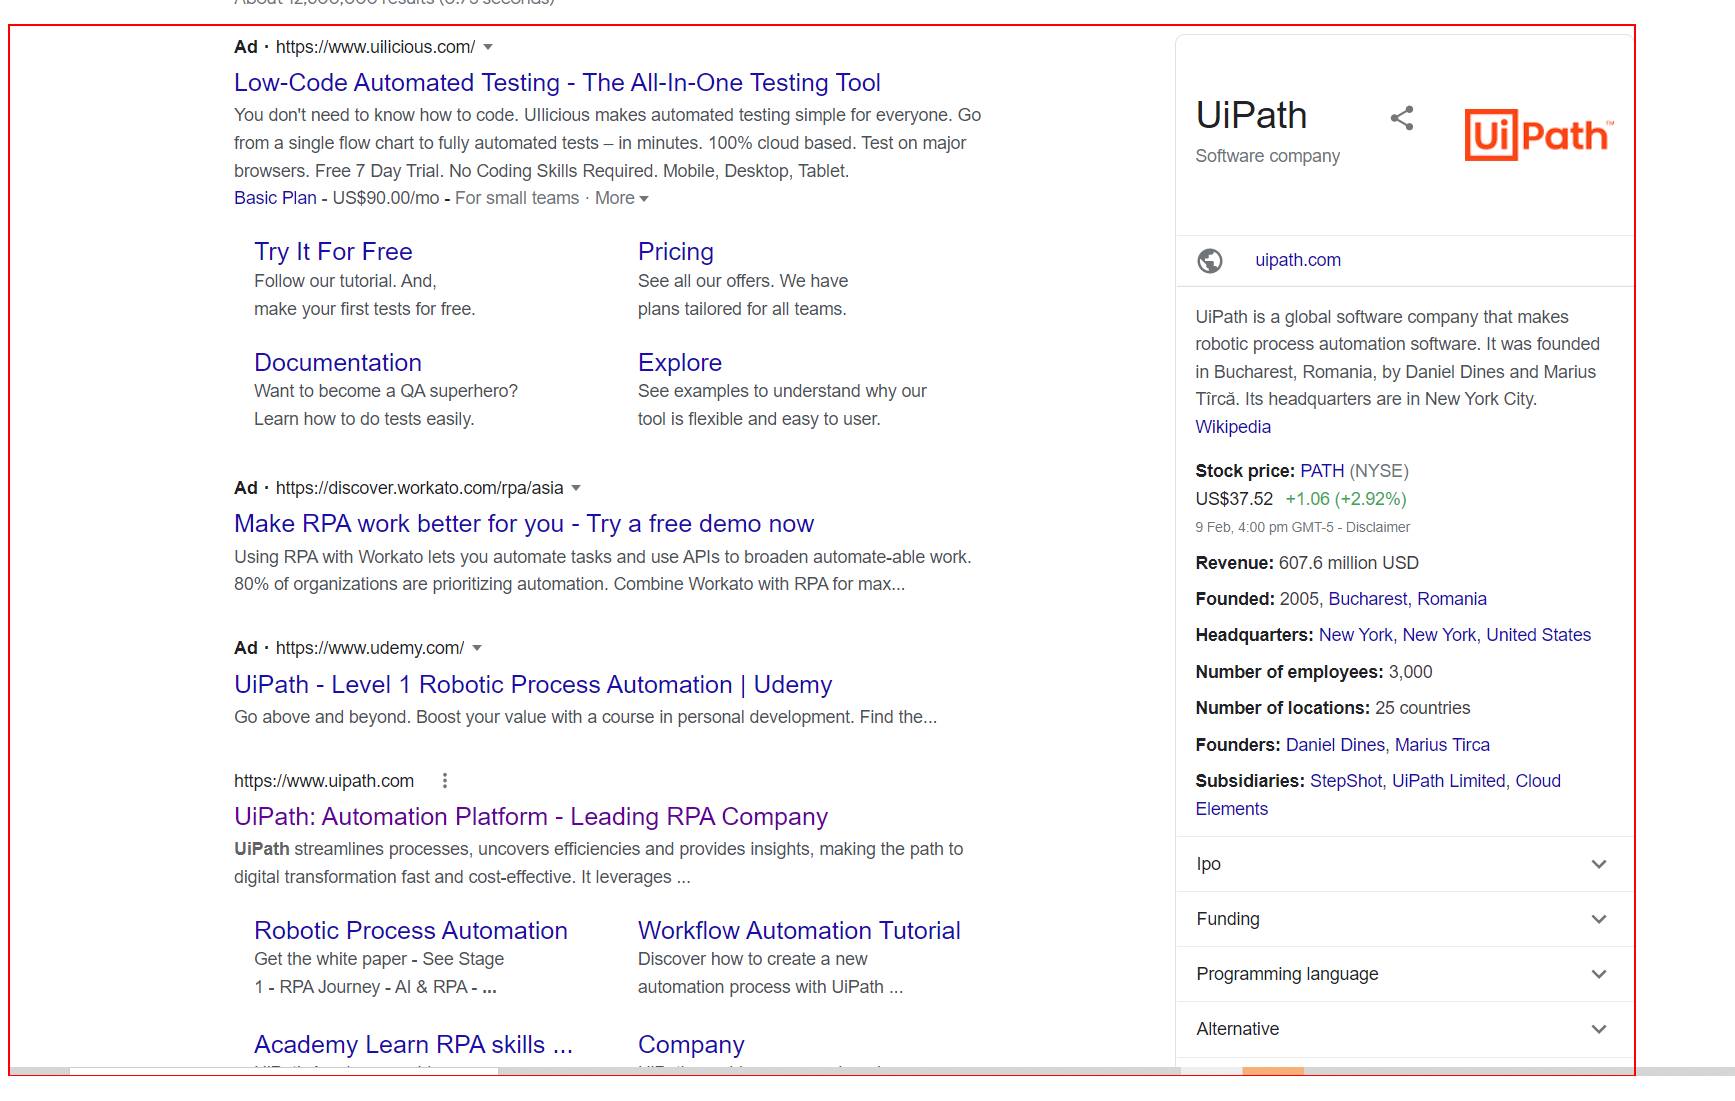 About 12,300,000 results (0.75 seconds)
Ad · https://www.uilicious.com/
Low-Code Automated Testing - The All-In-One Testing Tool
You don't need to know how to code. UIlicious makes automated testing simple for everyone. Go
from a single flow chart to fully automated tests – in minutes. 100% cloud based. Test on major
browsers. Free 7 Day Trial. No Coding Skills Required. Mobile, Desktop, Tablet.
Basic Plan - US$90.00/mo - For small teams · More
Try It For Free
Follow our tutorial. And,
make your first tests for free.
Pricing
See all our offers. We have
plans tailored for all teams.
Documentation
Want to become a QA superhero?
Learn how to do tests easily.
Explore
See examples to understand why our
tool is flexible and easy to user.
Ad · https://discover.workato.com/rpa/asia
Make RPA work better for you - Try a free demo now
Using RPA with Workato lets you automate tasks and use APIs to broaden automate-able work.
80% of organizations are prioritizing automation. Combine Workato with RPA for max...
Ad · https://www.udemy.com/
UiPath - Level 1 Robotic Process Automation | Udemy
Go above and beyond. Boost your value with a course in personal development. Find the...
https://www.uipath.com
UiPath: Automation Platform - Leading RPA Company
UiPath streamlines processes, uncovers efficiencies and provides insights, making the path to
digital transformation fast and cost-effective. It leverages ...
Robotic Process Automation
Get the white paper - See Stage
1 - RPA Journey - AI & RPA - ...
Workflow Automation Tutorial
Discover how to create a new
automation process with UiPath ...
Academy Learn RPA skills ...
Company
UiPath
Software company
UiPath™
uipath.com
UiPath is a global software company that makes
robotic process automation software. It was founded
in Bucharest, Romania, by Daniel Dines and Marius
Tîrcă. Its headquarters are in New York City.
Wikipedia
Stock price: PATH (NYSE)
US$37.52 +1.06 (+2.92%)
9 Feb, 4:00 pm GMT-5 - Disclaimer
Revenue: 607.6 million USD
Founded: 2005, Bucharest, Romania
Headquarters: New York, New York, United States
Number of employees: 3,000
Number of locations: 25 countries
Founders: Daniel Dines, Marius Tirca
Subsidiaries: StepShot, UiPath Limited, Cloud
Elements
Ipo
Funding
Programming language
Alternative